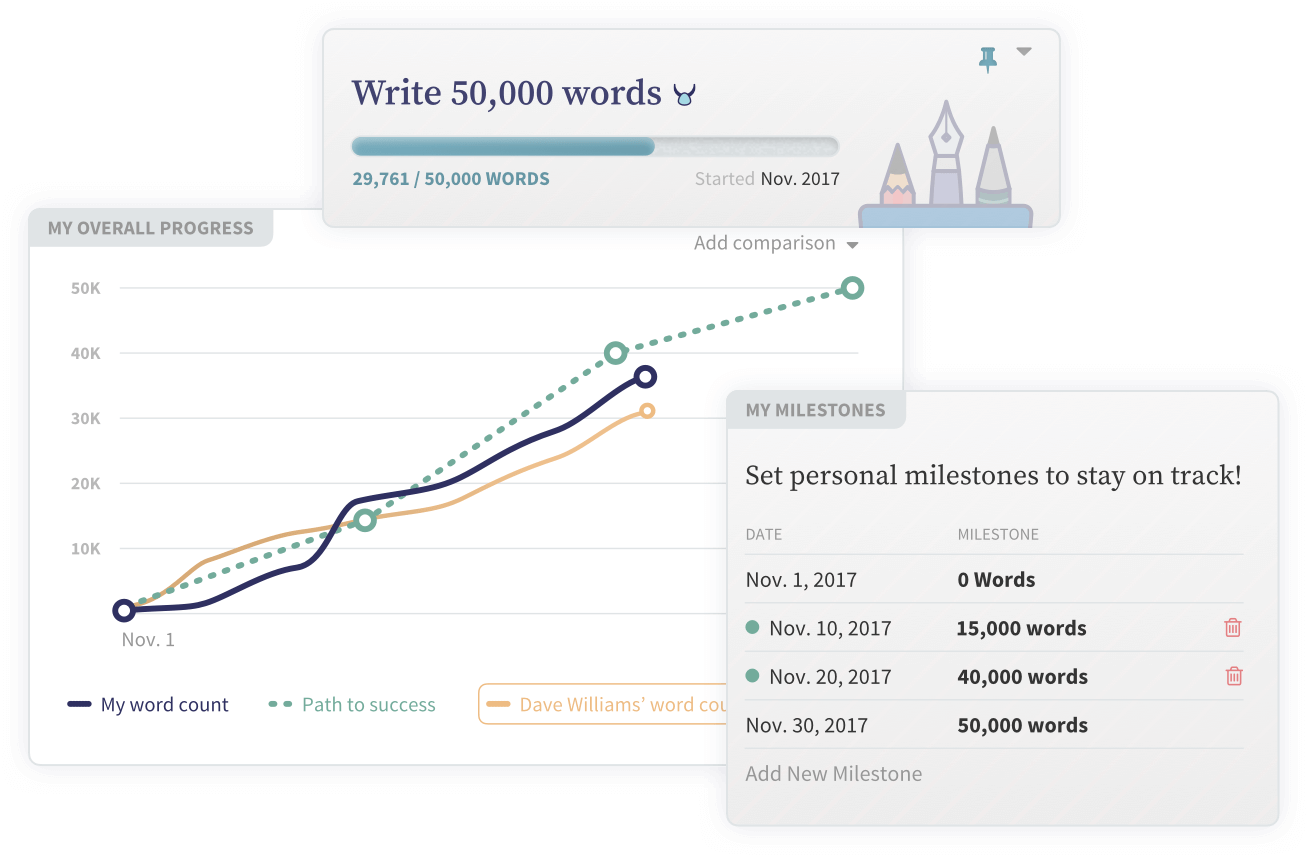 Write 50,000 words
29,761 / 50,000 WORDS
Started Nov. 2017
MY OVERALL PROGRESS
Add comparison
50K
40K
30K
20K
10K
Nov. 1
My word count
Path to success
Dave Williams’ word
MY MILESTONES
Set personal milestones to stay on track!
DATE MILESTONE
Nov. 1, 2017 0 Words
Nov. 10, 2017 15,000 words
Nov. 20, 2017 40,000 words
Nov. 30, 2017 50,000 words
Add New Milestone